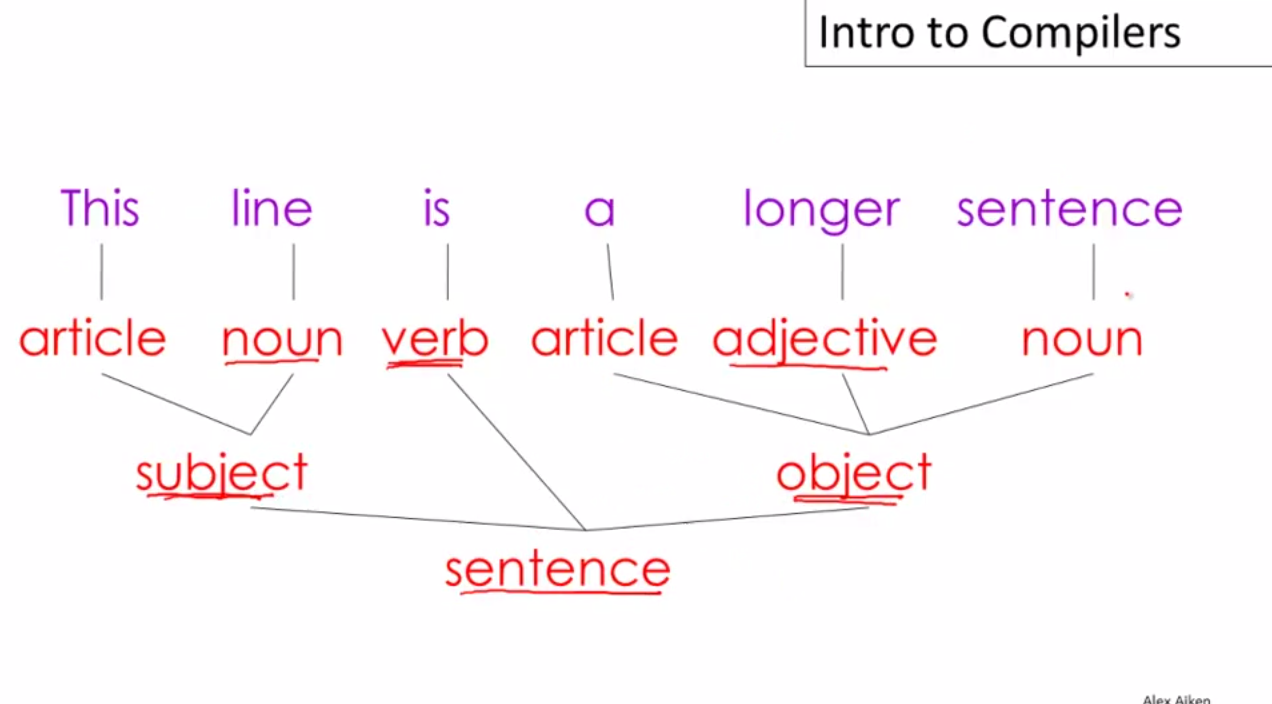 Intro to Compilers
This line is a longer sentence
article noun verb article adjective noun
subject object
sentence
Alex Aiken